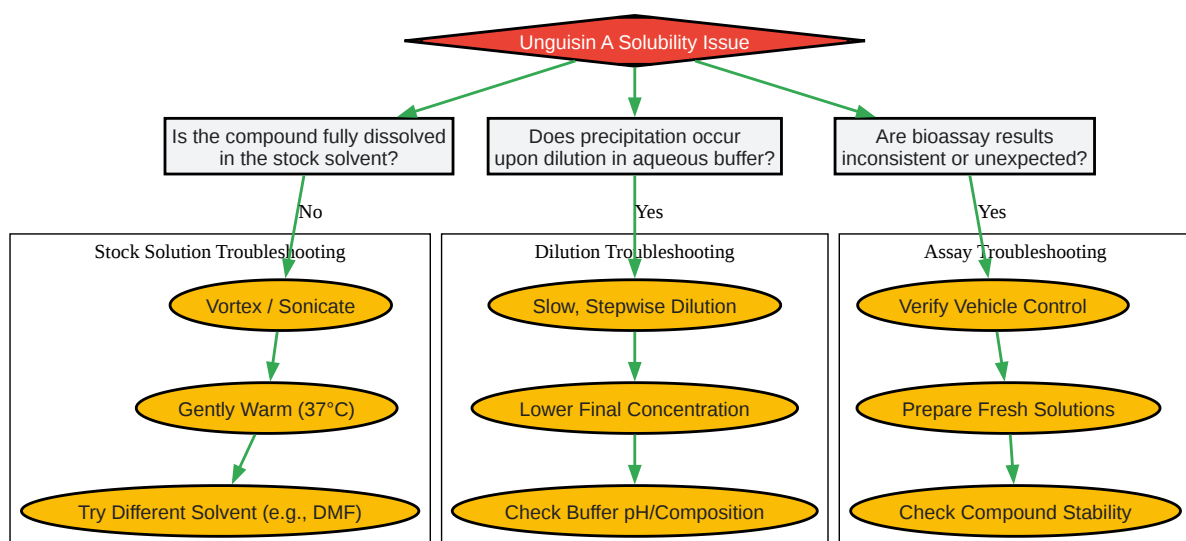 Unguisin A Solubility Issue
Is the compound fully dissolved
in the stock solvent?
Does precipitation occur
upon dilution in aqueous buffer?
Are bioassay results
inconsistent or unexpected?
No
Yes
Yes
Stock Solution Troubleshooting
Dilution Troubleshooting
Assay Troubleshooting
Vortex / Sonicate
Slow, Stepwise Dilution
Verify Vehicle Control
Gently Warm (37°C)
Lower Final Concentration
Prepare Fresh Solutions
Try Different Solvent (e.g., DMF)
Check Buffer pH/Composition
Check Compound Stability